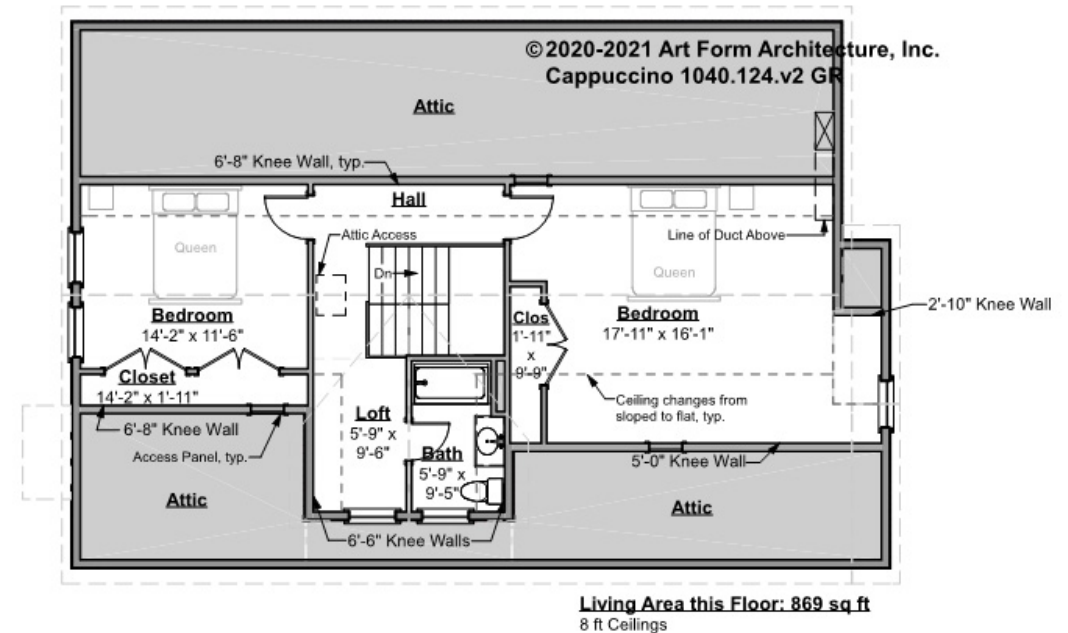 ©2020-2021 Art Form Architecture, Inc.
Cappuccino 1040.124.v2 GR
Attic
6'-8" Knee Wall, typ.
Hall
Attic Access
Line of Duct Above
Queen
Queen
Dn
2'-10" Knee Wall
Bedroom
14'-2" x 11'-6"
Clos
1'-11"
x
9'-9"
Bedroom
17'-11" x 16'-1"
Closet
14'-2" x 1'-11"
Ceiling changes from
sloped to flat, typ.
6'-8" Knee Wall
Access Panel, typ.
Loft
5'-9" x
9'-6"
Bath
5'-9" x
9'-5"
5'-0" Knee Wall
Attic
Attic
6'-6" Knee Walls
Living Area this Floor: 869 sq ft
8 ft Ceilings